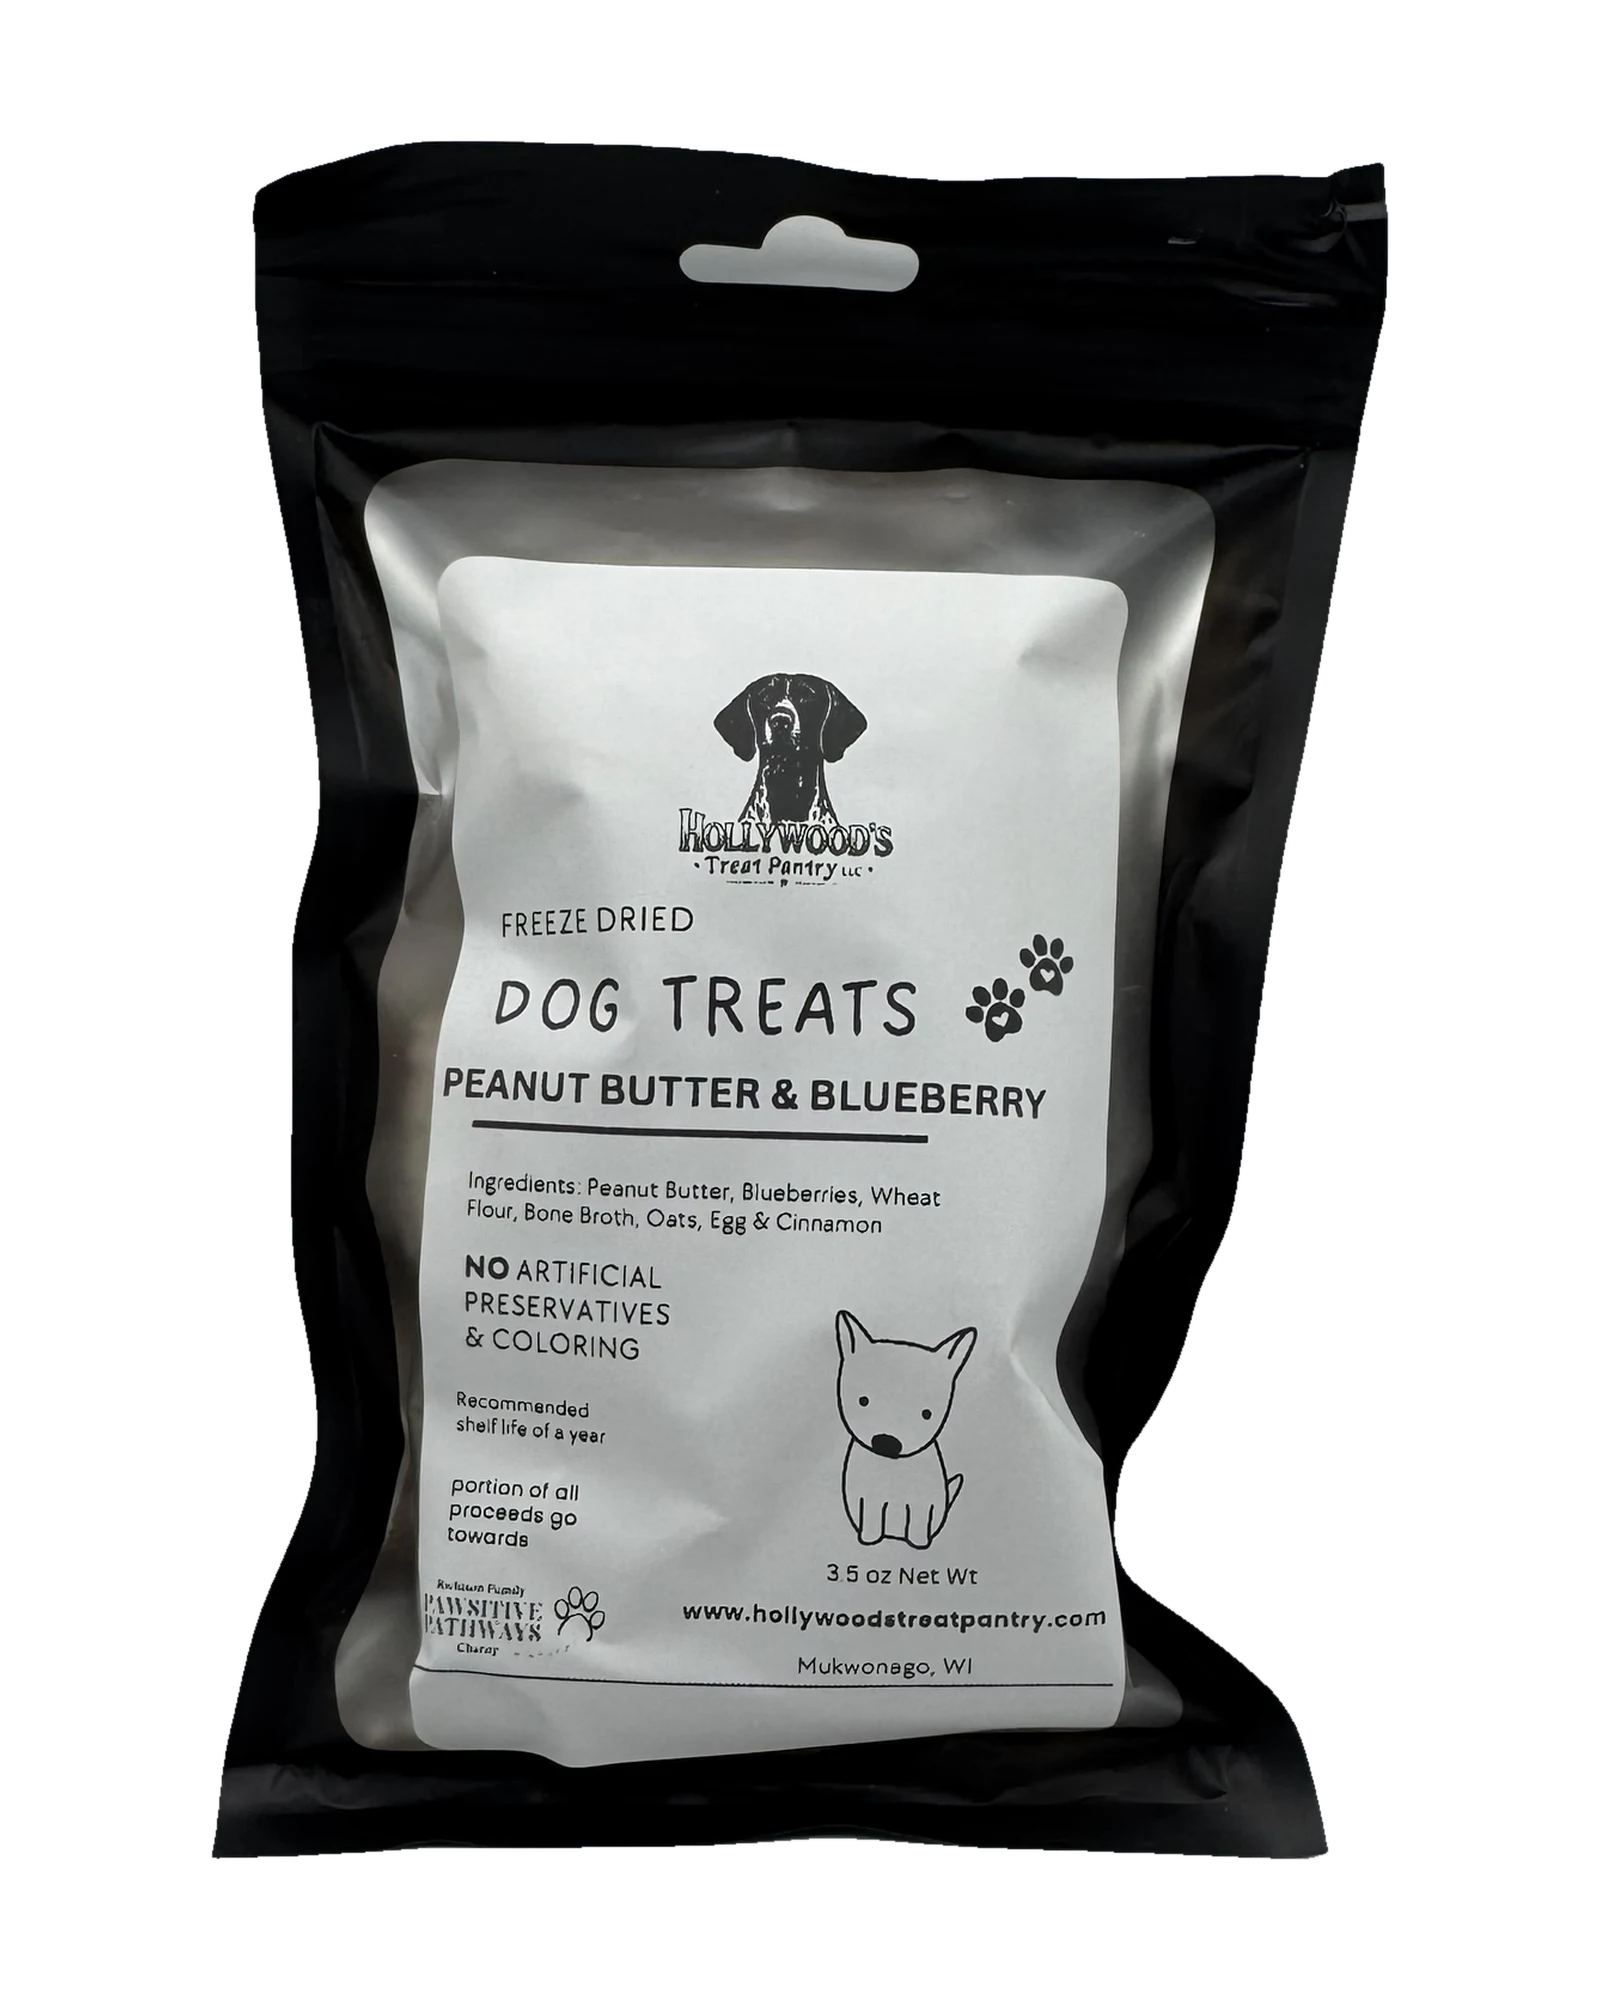 HOLLYWOOD'S
• Treat Pantry LLC •
FREEZE DRIED
DOG TREATS
PEANUT BUTTER & BLUEBERRY
Ingredients: Peanut Butter, Blueberries, Wheat
Flour, Bone Broth, Oats, Egg & Cinnamon
NO ARTIFICIAL
PRESERVATIVES
& COLORING
Recommended
shelf life of a year
portion of all
proceeds go
towards
Family
PAWSITIVE
PATHWAYS
3.5 oz Net Wt
www.hollywoodstreatpantry.com
Mukwonago, WI